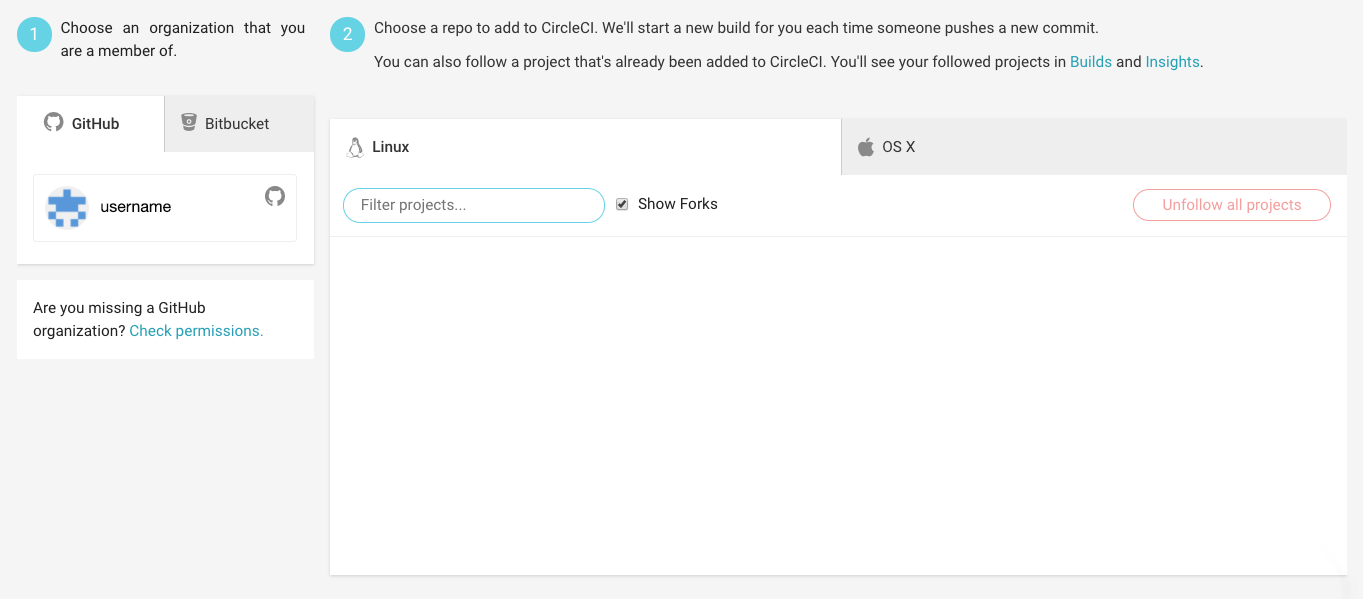 1
Choose an organization that you
are a member of.
2
Choose a repo to add to CircleCI. We'll start a new build for you each time someone pushes a new commit.
You can also follow a project that's already been added to CircleCI. You'll see your followed projects in Builds and Insights.
GitHub
Bitbucket
username
Are you missing a GitHub
organization? Check permissions.
Linux
OS X
Filter projects...
Show Forks
Unfollow all projects